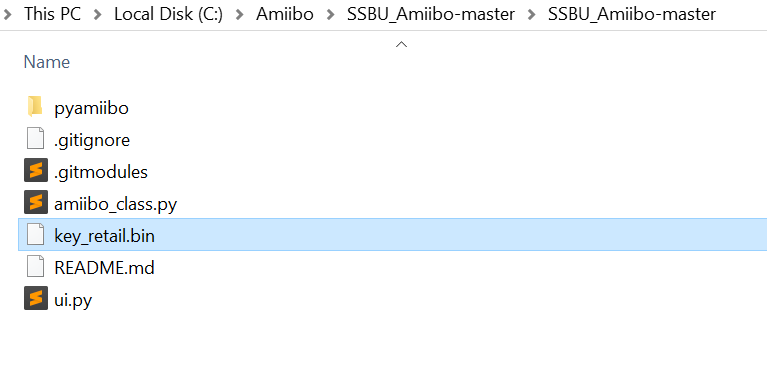 This PC > Local Disk (C:) > Amiibo > SSBU_Amiibo-master > SSBU_Amiibo-master
Name
pyamiibo
.gitignore
.gitmodules
amiibo_class.py
key_retail.bin
README.md
ui.py